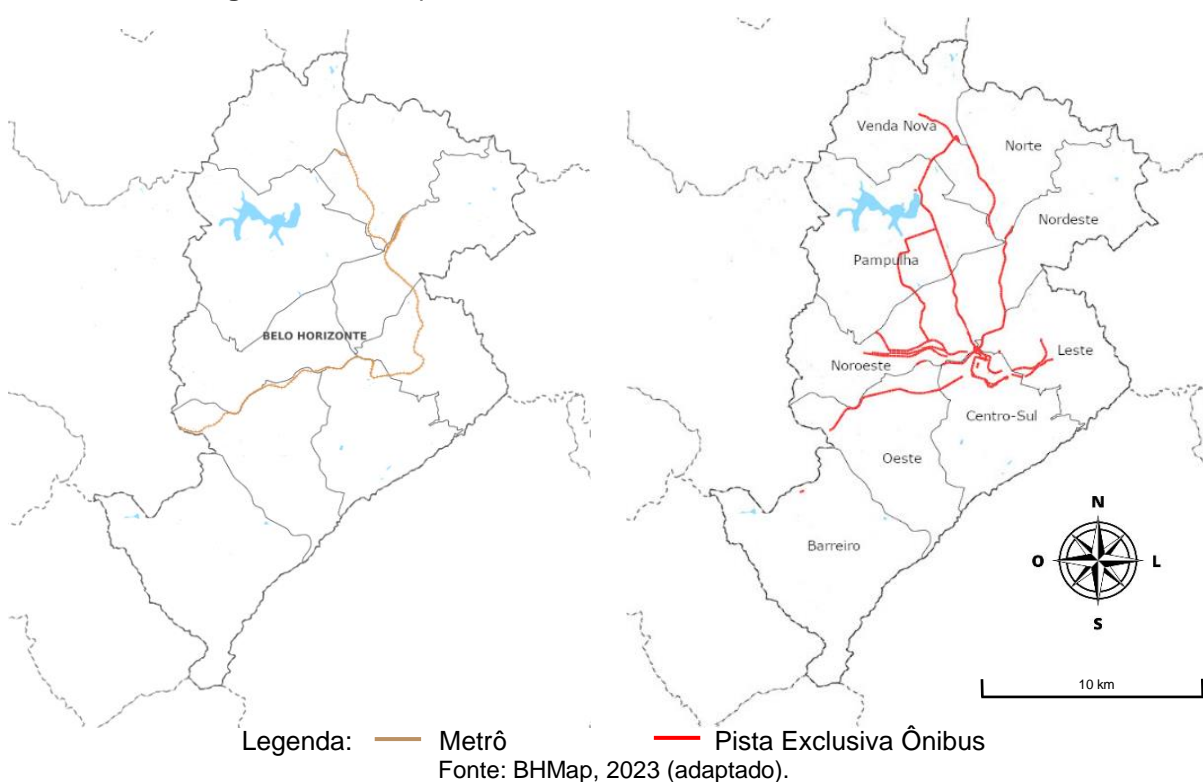 BELO HORIZONTE
Venda Nova
Norte
Nordeste
Pampulha
Leste
Noroeste
Centro-Sul
Oeste
Barreiro
N
O
L
S
10 km
Legenda: Metrô Pista Exclusiva Ônibus
Fonte: BHMap, 2023 (adaptado).